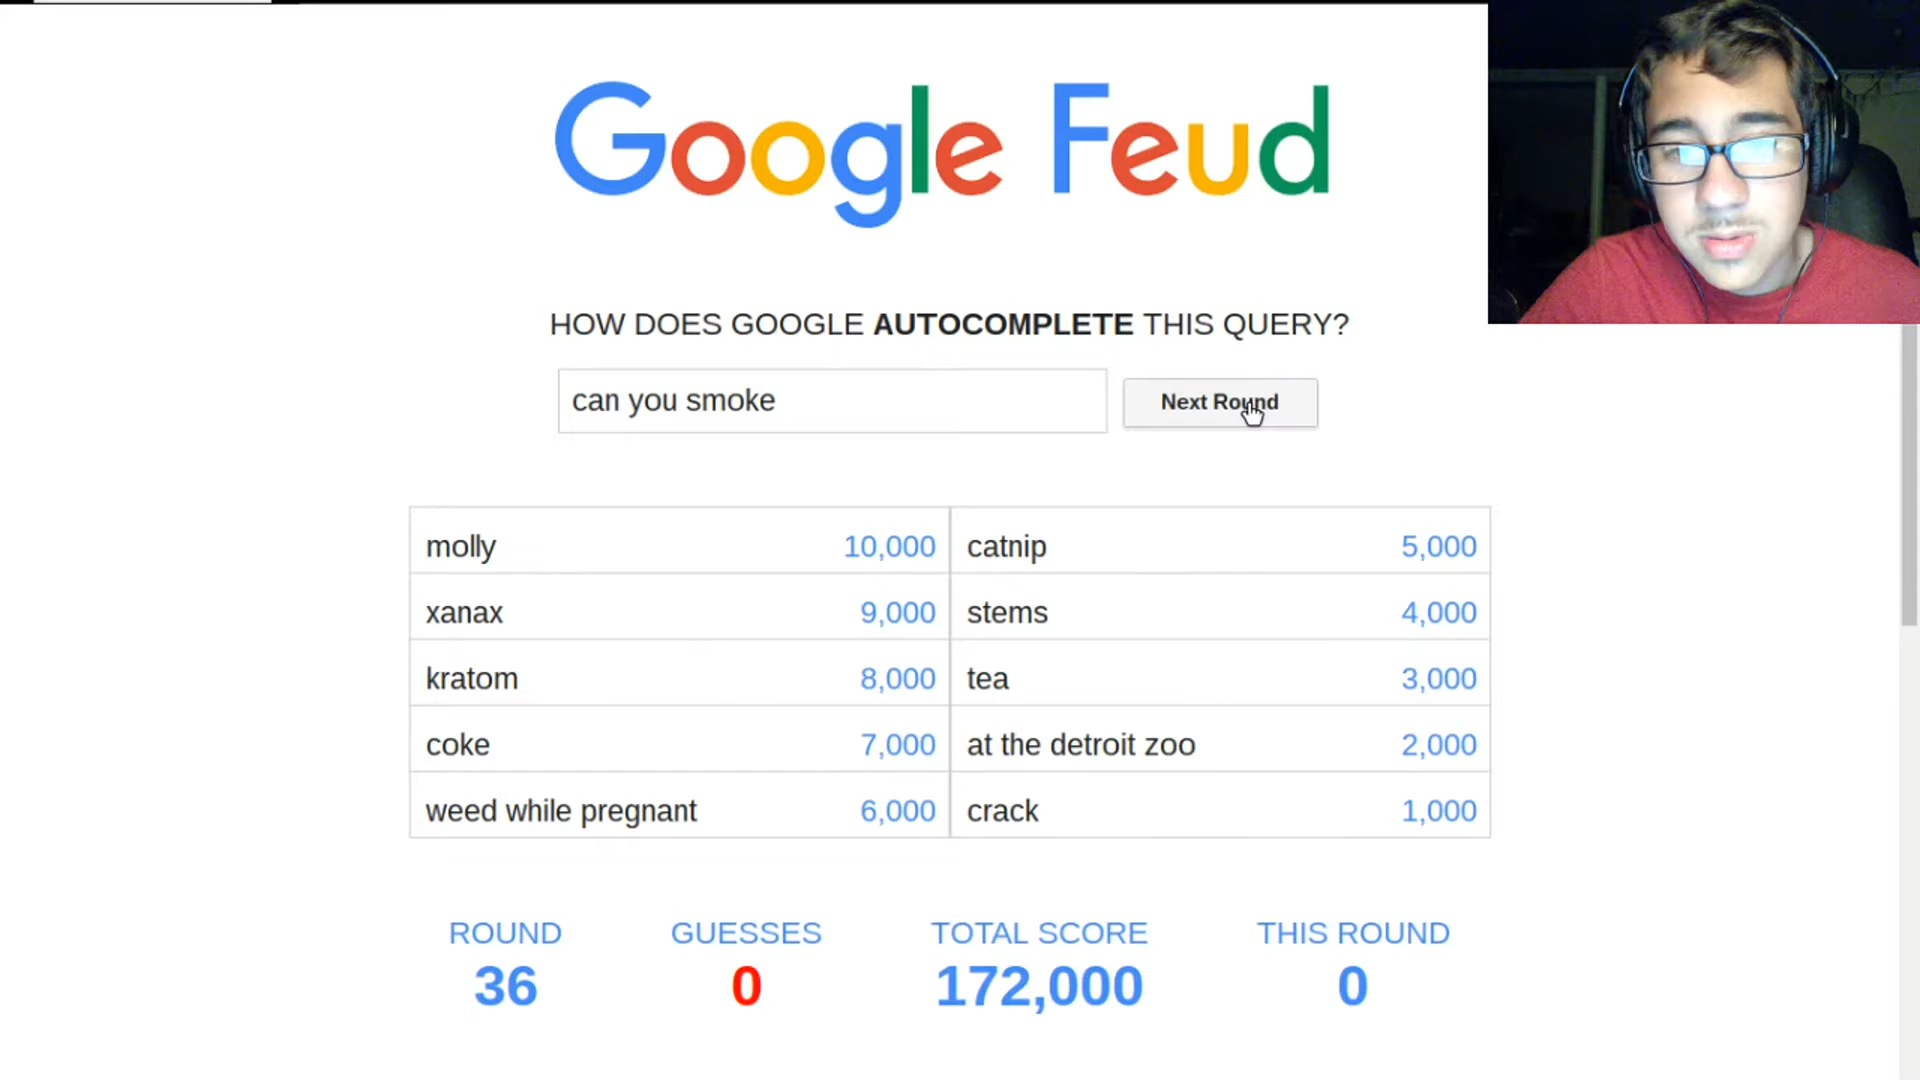 Google Feud
HOW DOES GOOGLE AUTOCOMPLETE THIS QUERY?
can you smoke
Next Round
molly 10,000 catnip 5,000
xanax 9,000 stems 4,000
kratom 8,000 tea 3,000
coke 7,000 at the detroit zoo 2,000
weed while pregnant 6,000 crack 1,000
ROUND GUESSES TOTAL SCORE THIS ROUND
36 0 172,000 0